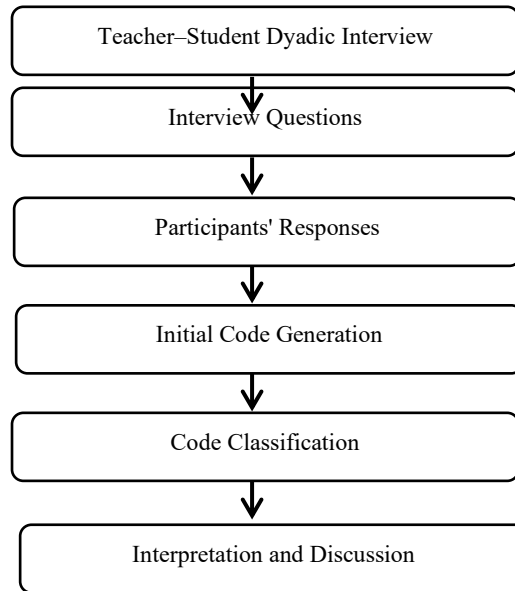 Teacher–Student Dyadic Interview
Interview Questions
Participants' Responses
Initial Code Generation
Code Classification
Interpretation and Discussion